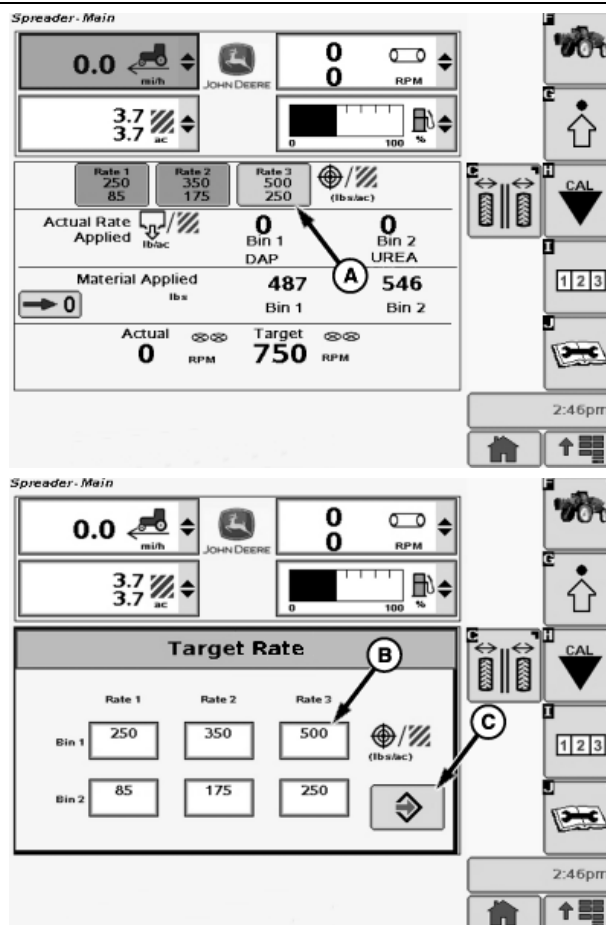 Spreader-Main
F
0.0
mi/h
JOHN DEERE
0
0
RPM
3.7
3.7
ac
0 100 %
G
Rate 1
250
85
Rate 2
350
175
Rate 3
500
250
(lbs/ac)
C
H
CAL
Actual Rate
Applied
lb/ac
0
Bin 1
DAP
0
Bin 2
UREA
A
I
1 2 3
Material Applied
lbs
0
487
Bin 1
546
Bin 2
J
Actual
0
RPM
Target
750
RPM
2:46pm
Spreader-Main
F
0.0
mi/h
JOHN DEERE
0
0
RPM
3.7
3.7
ac
0 100 %
G
Target Rate
B
C
H
CAL
Rate 1 Rate 2 Rate 3
C
I
1 2 3
Bin 1 250 350 500
(lbs/ac)
Bin 2 85 175 250
J
2:46pm